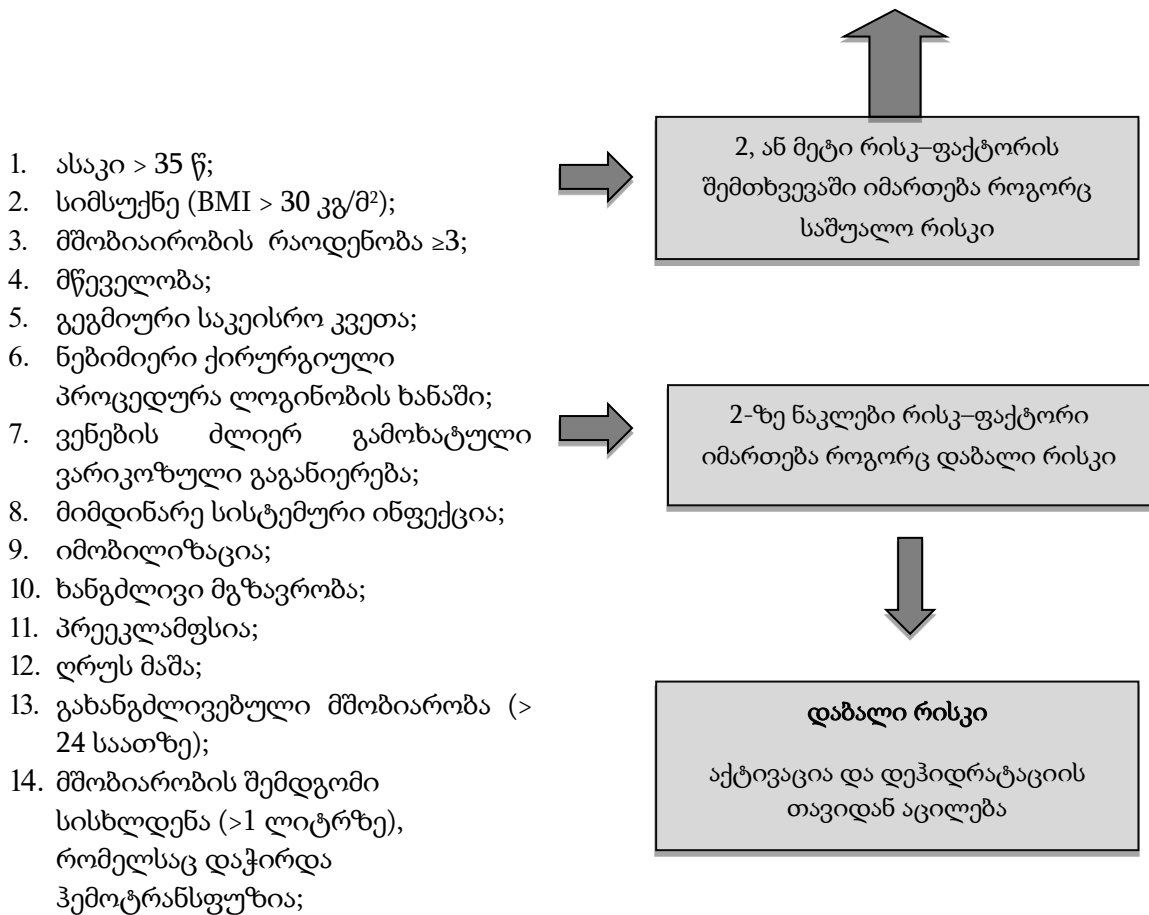 1. ასაკი > 35 წ;
2. სიმსუქნე (BMI > 30 კგ/მ²);
3. მშობიაირობის რაოდენობა ≥3;
4. მწეველობა;
5. გეგმიური საკეისრო კვეთა;
6. ნებიმიერი ქირურგიული
პროცედურა ლოგინობის ხანაში;
7. ვენების ძლიერ გამოხატული
ვარიკოზული გაგანიერება;
8. მიმდინარე სისტემური ინფექცია;
9. იმობილიზაცია;
10. ხანგძლივი მგზავრობა;
11. პრეეკლამფსია;
12. ღრუს მაშა;
13. გახანგძლივებული მშობიარობა (>
24 საათზე);
14. მშობიარობის შემდგომი
სისხლდენა (>1 ლიტრზე),
რომელსაც დაჭირდა
ჰემოტრანსფუზია;
2, ან მეტი რისკ–ფაქტორის
შემთხვევაში იმართება როგორც
საშუალო რისკი
2-ზე ნაკლები რისკ–ფაქტორი
იმართება როგორც დაბალი რისკი
დაბალი რისკი
აქტივაცია და დეჰიდრატაციის
თავიდან აცილება